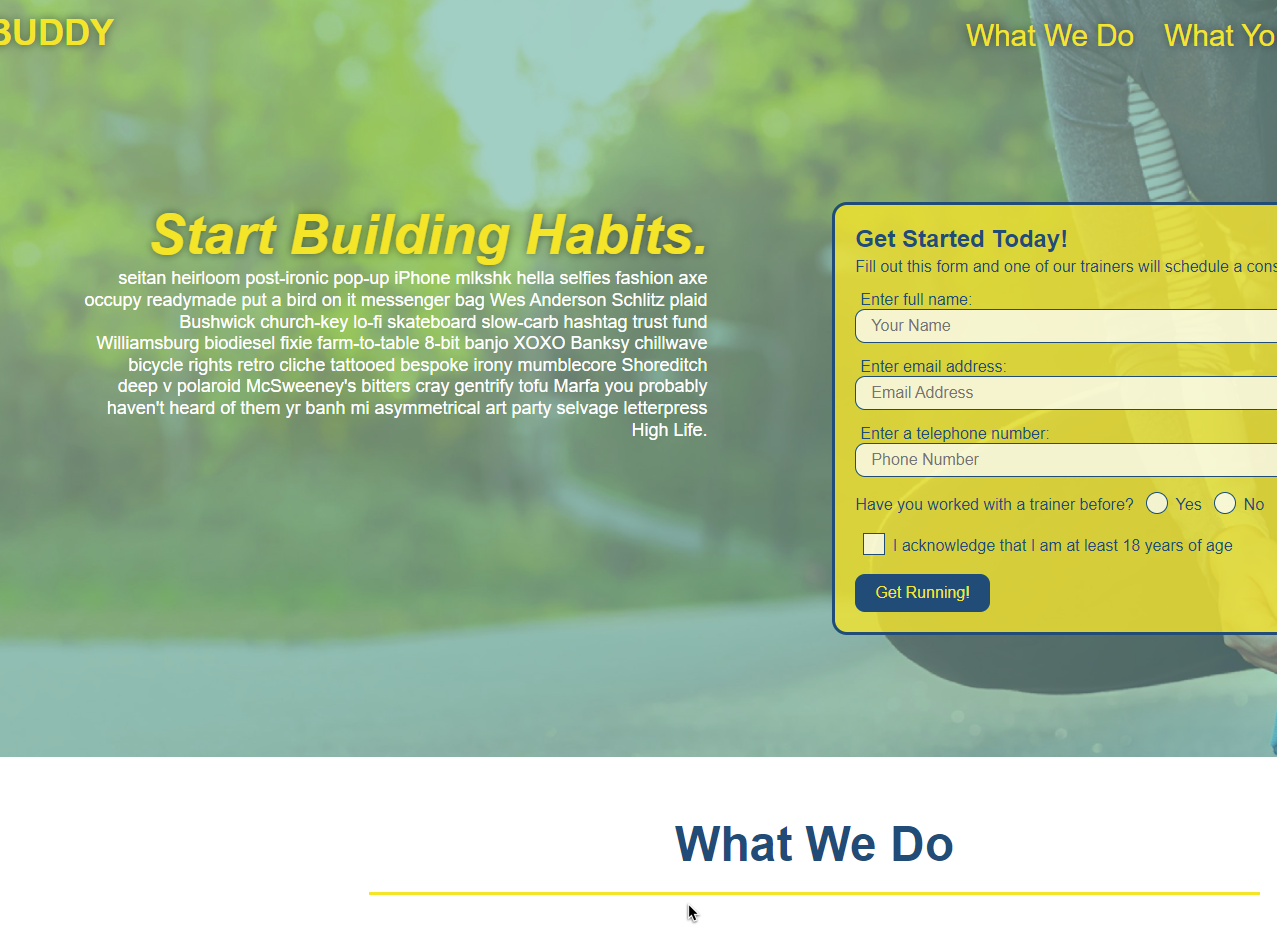 BUDDY
What We Do
What Yo
Start Building Habits.
seitan heirloom post-ironic pop-up iPhone mlkshk hella selfies fashion axe
occupy readymade put a bird on it messenger bag Wes Anderson Schlitz plaid
Bushwick church-key lo-fi skateboard slow-carb hashtag trust fund
Williamsburg biodiesel fixie farm-to-table 8-bit banjo XOXO Banksy chillwave
bicycle rights retro cliche tattooed bespoke irony mumblecore Shoreditch
deep v polaroid McSweeney's bitters cray gentrify tofu Marfa you probably
haven't heard of them yr banh mi asymmetrical art party selvage letterpress
High Life.
Get Started Today!
Fill out this form and one of our trainers will schedule a cons
Enter full name:
Your Name
Enter email address:
Email Address
Enter a telephone number:
Phone Number
Have you worked with a trainer before? Yes No
I acknowledge that I am at least 18 years of age
Get Running!
What We Do